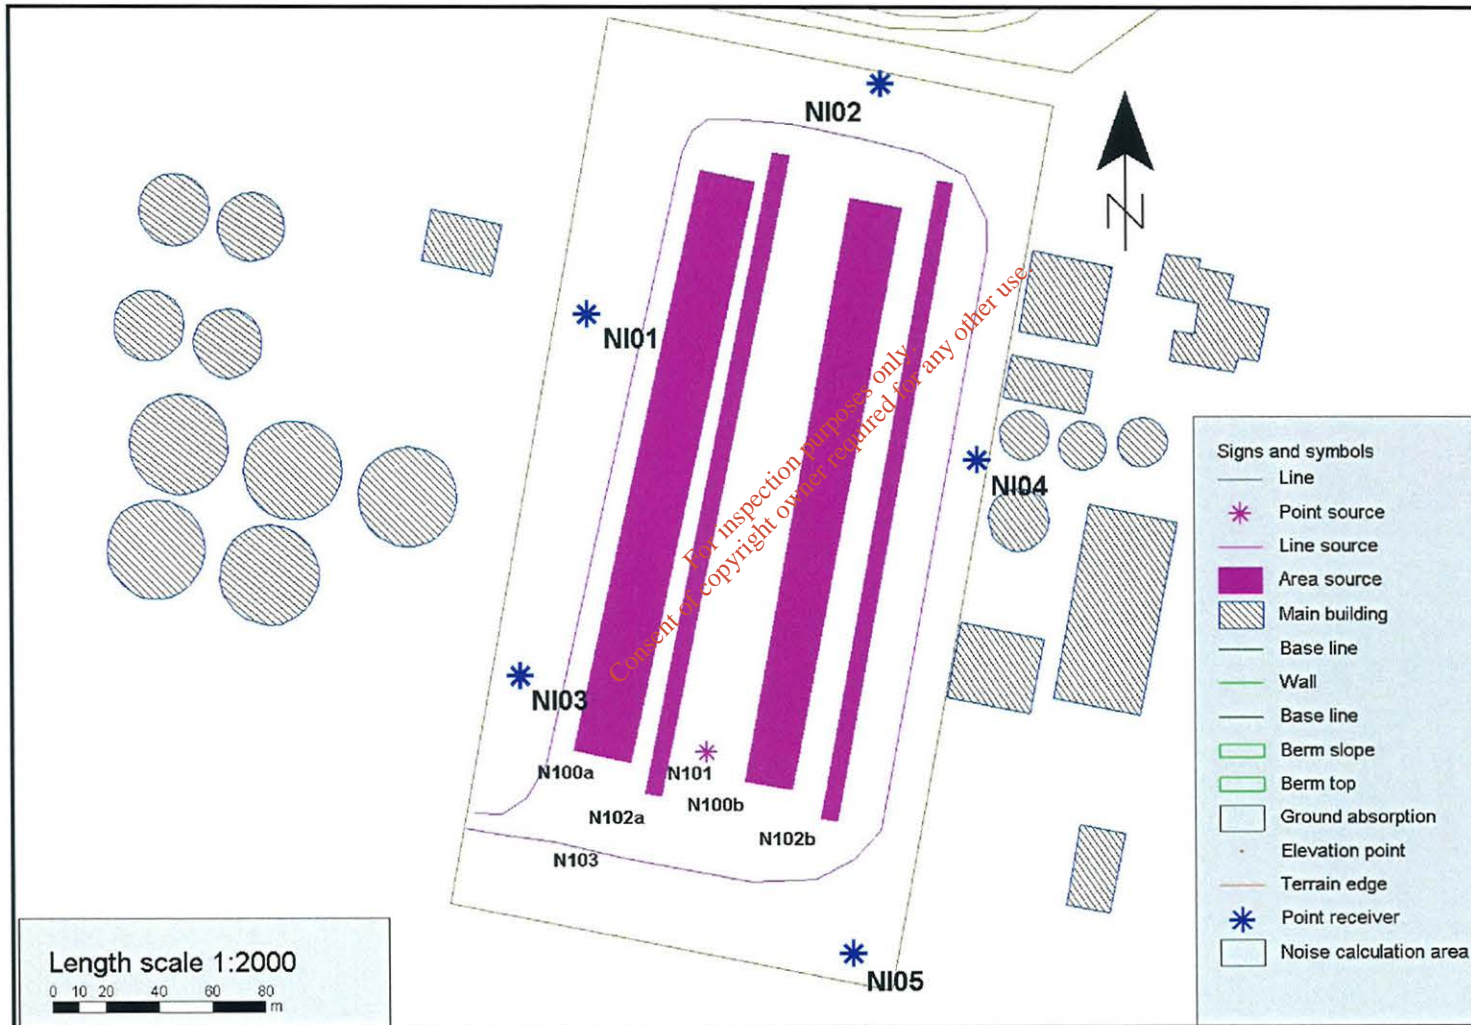 NI02
NI01
NI04
NI03
N100a
N101
N100b
N102a
N102b
N103
NI05
N
For inspection purposes only.
Consent of copyright owner required for any other use.
Signs and symbols
Line
Point source
Line source
Area source
Main building
Base line
Wall
Base line
Berm slope
Berm top
Ground absorption
Elevation point
Terrain edge
Point receiver
Noise calculation area
Length scale 1:2000
0 10 20 40 60 80
m